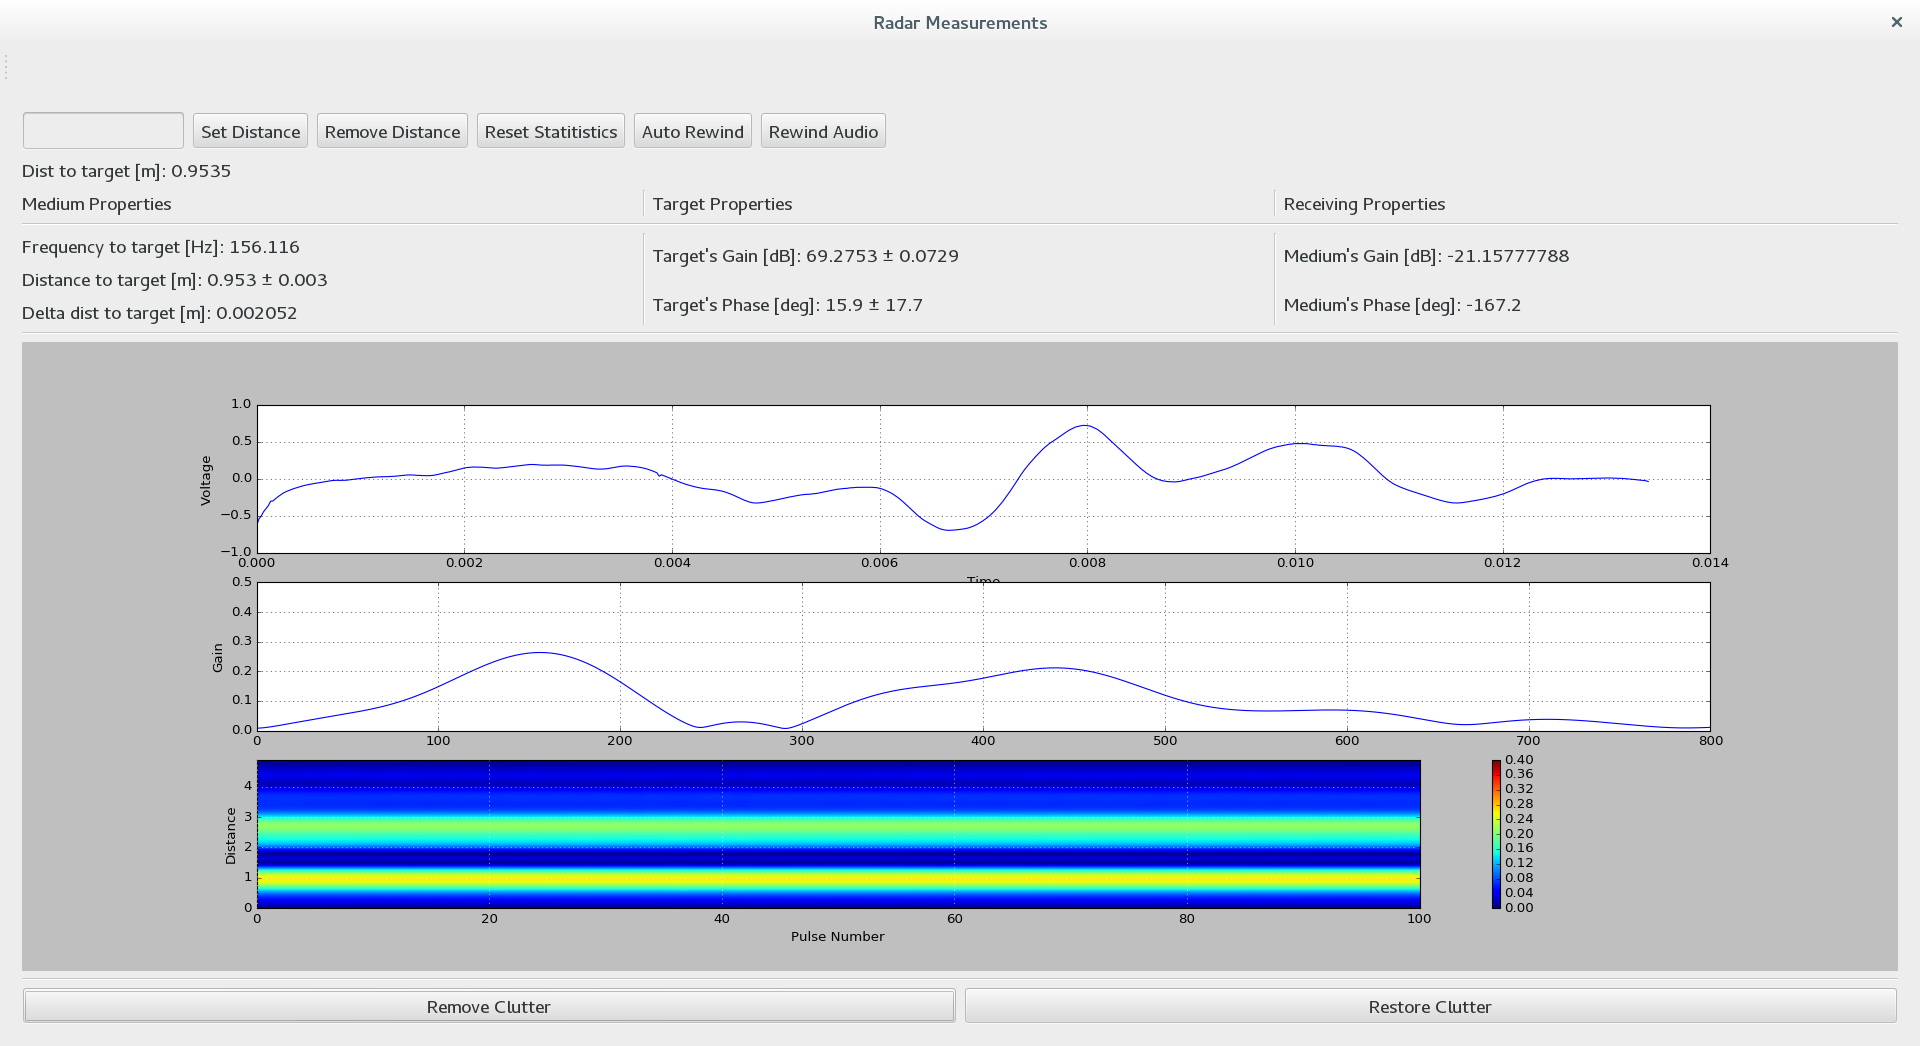 Radar Measurements
Set Distance Remove Distance Reset Statitistics Auto Rewind Rewind Audio
Dist to target [m]: 0.9535
Medium Properties Target Properties Receiving Properties
Frequency to target [Hz]: 156.116
Distance to target [m]: 0.953 ± 0.003
Delta dist to target [m]: 0.002052
Target's Gain [dB]: 69.2753 ± 0.0729
Target's Phase [deg]: 15.9 ± 17.7
Medium's Gain [dB]: -21.15777788
Medium's Phase [deg]: -167.2
Voltage
1.0
0.5
0.0
−0.5
−1.0
0.000 0.002 0.004 0.006 0.008 0.010 0.012 0.014
Time
Gain
0.5
0.4
0.3
0.2
0.1
0.0
0 100 200 300 400 500 600 700 800
Distance
4
3
2
1
0
0 20 40 60 80 100
Pulse Number
0.40
0.36
0.32
0.28
0.24
0.20
0.16
0.12
0.08
0.04
0.00
Remove Clutter Restore Clutter